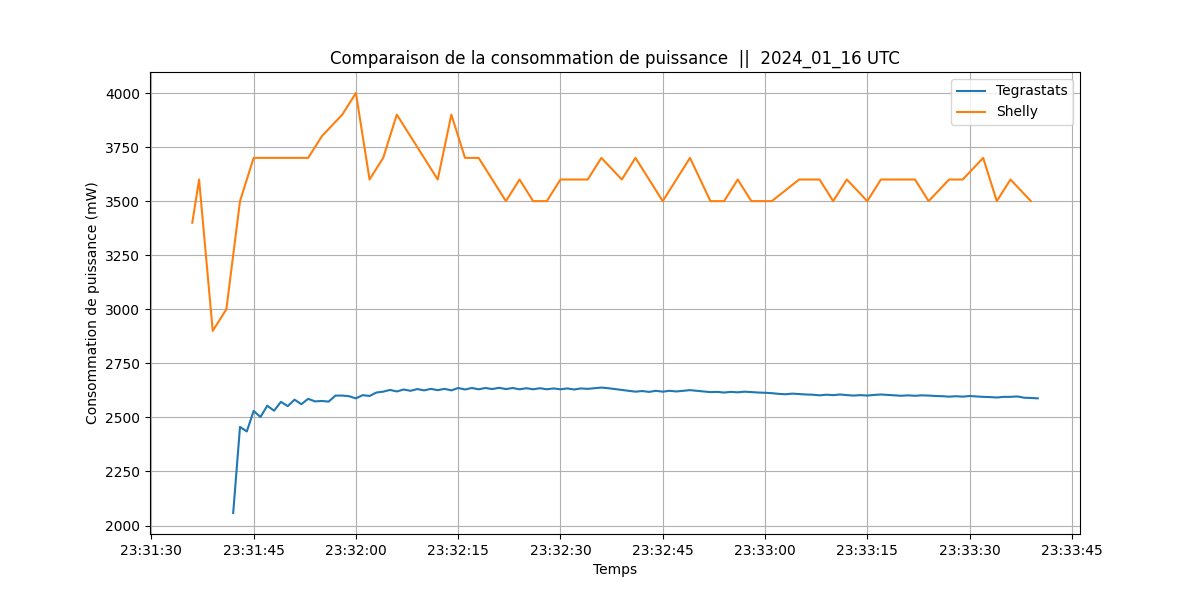 Comparaison de la consommation de puissance || 2024_01_16 UTC
Tegrastats
Shelly
Consommation de puissance (mW)
4000
3750
3500
3250
3000
2750
2500
2250
2000
23:31:30 23:31:45 23:32:00 23:32:15 23:32:30 23:32:45 23:33:00 23:33:15 23:33:30 23:33:45
Temps